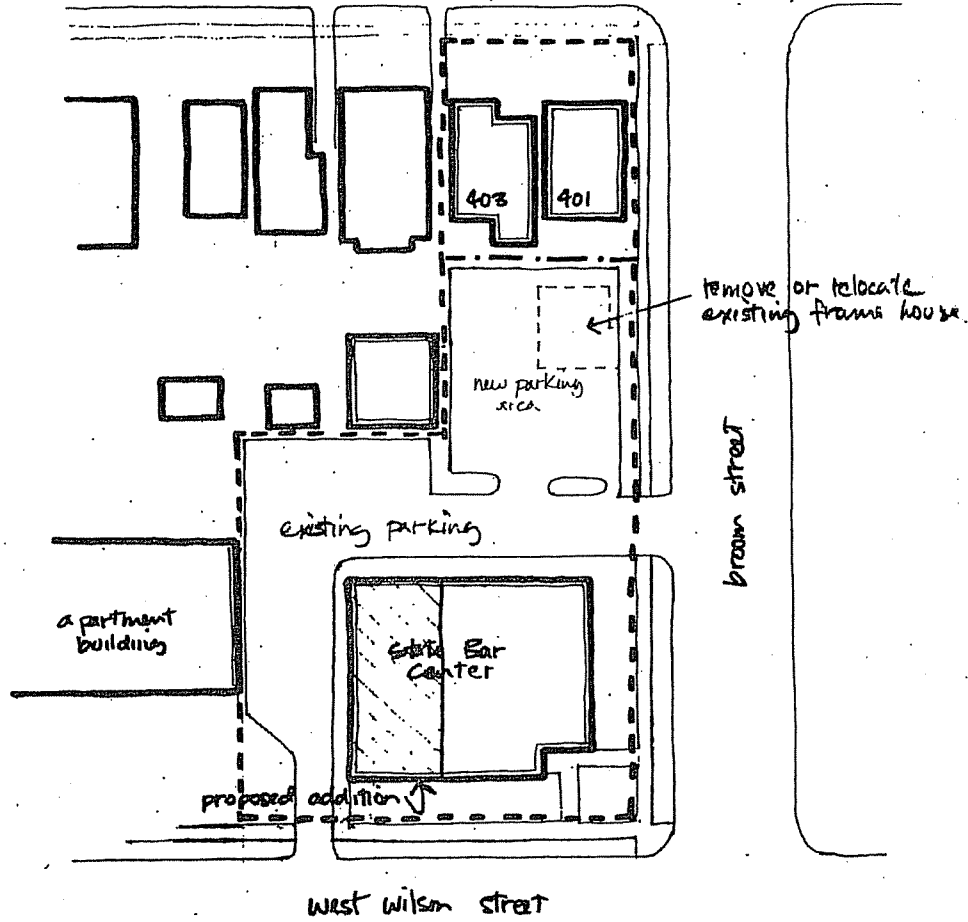 403
401
remove or relocate
existing frame house.
new parking
area
broom street
existing parking
apartment
building
State Bar
Center
proposed addition
west wilson street